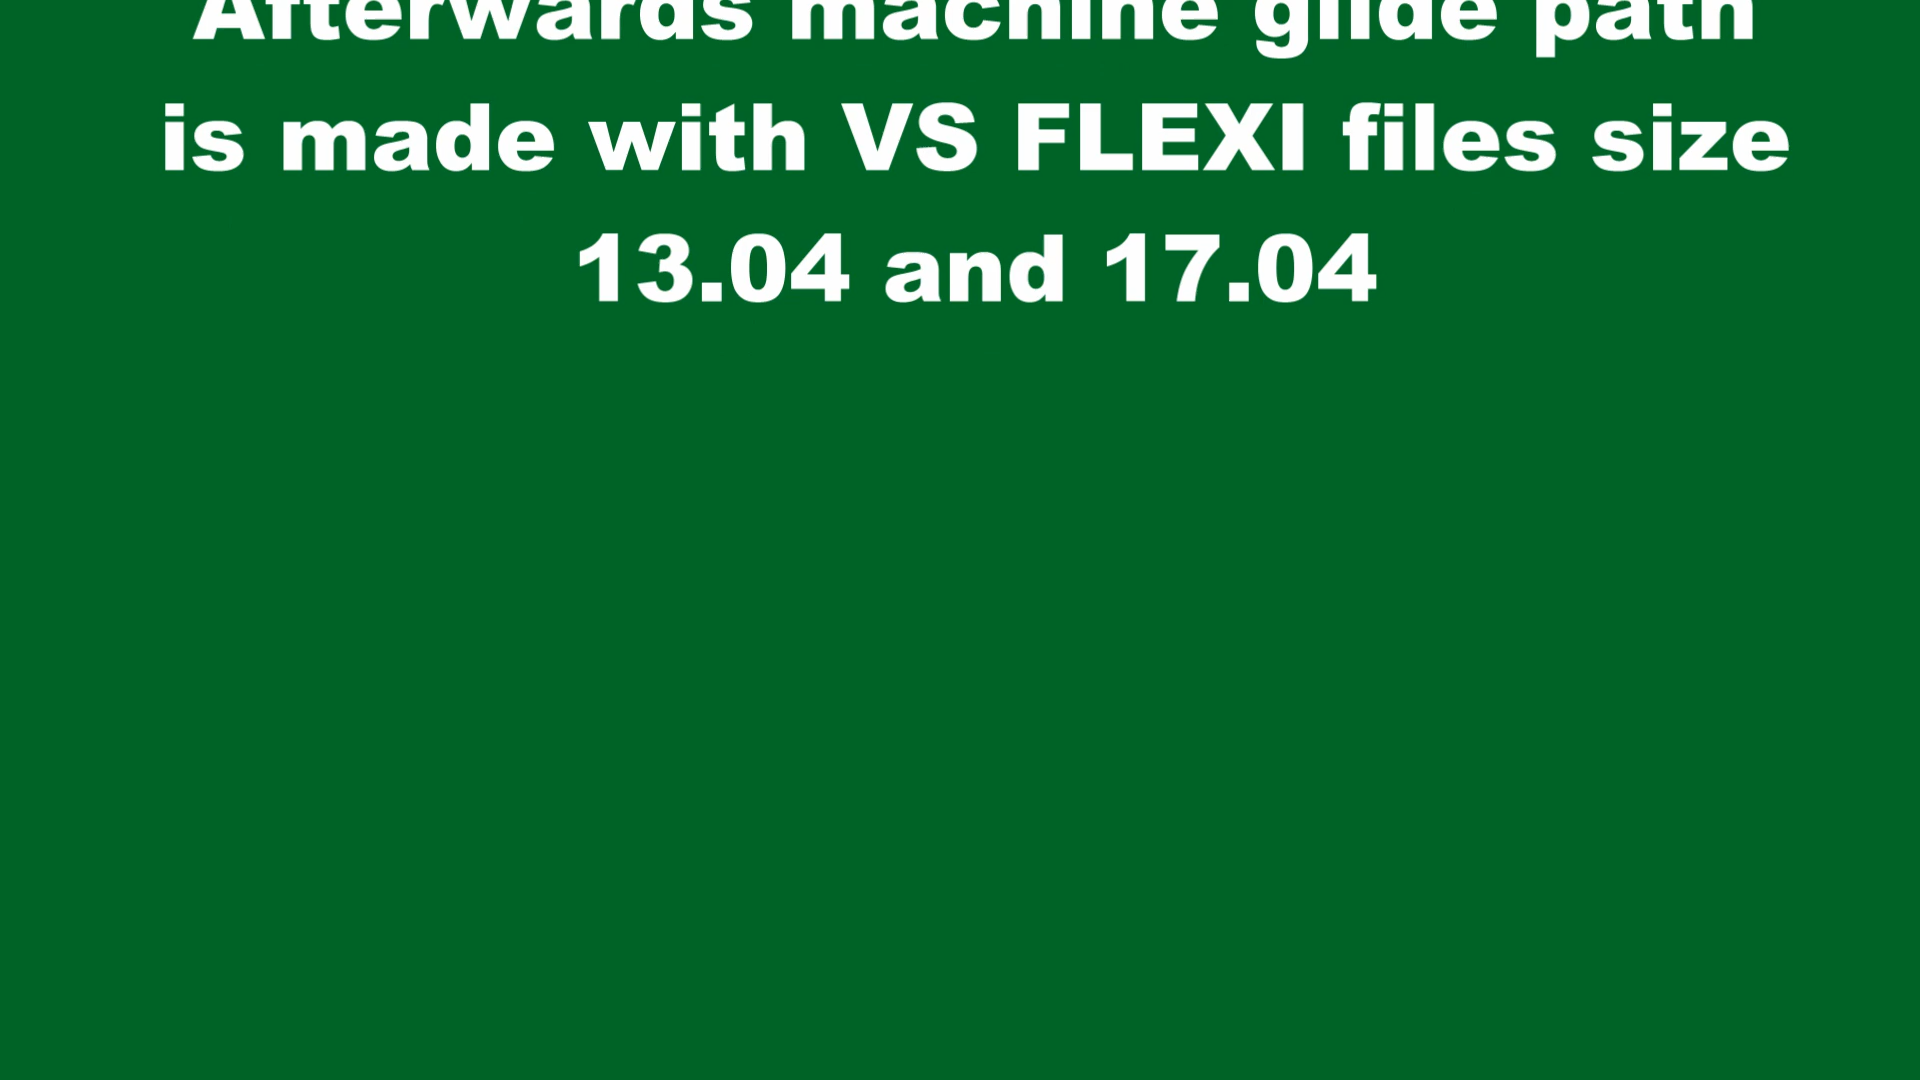 Afterwards machine glide path
is made with VS FLEXI files size
13.04 and 17.04